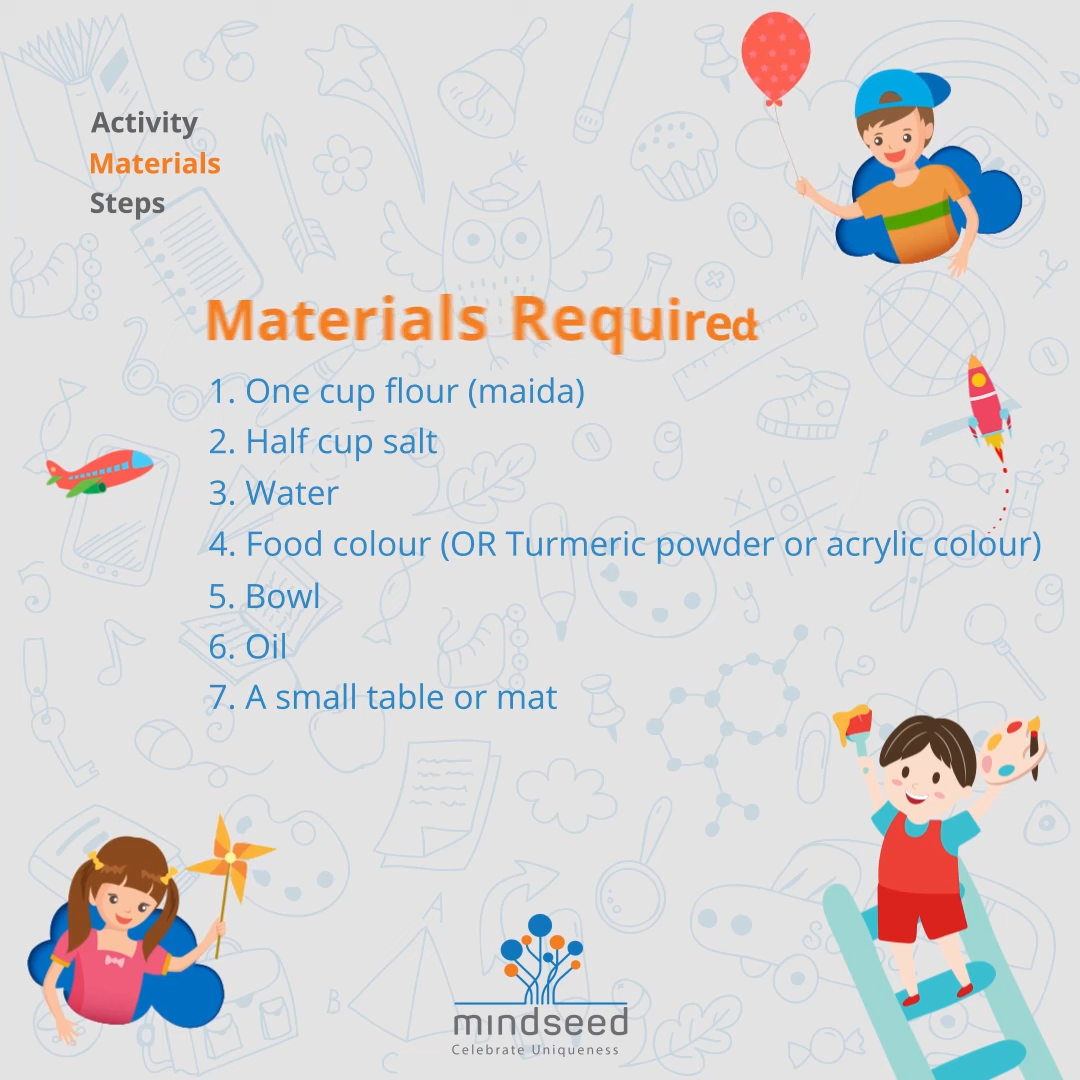 Activity
Materials
Steps
Materials Required
1. One cup flour (maida)
2. Half cup salt
3. Water
4. Food colour (OR Turmeric powder or acrylic colour)
5. Bowl
6. Oil
7. A small table or mat
mindseed
Celebrate Uniqueness